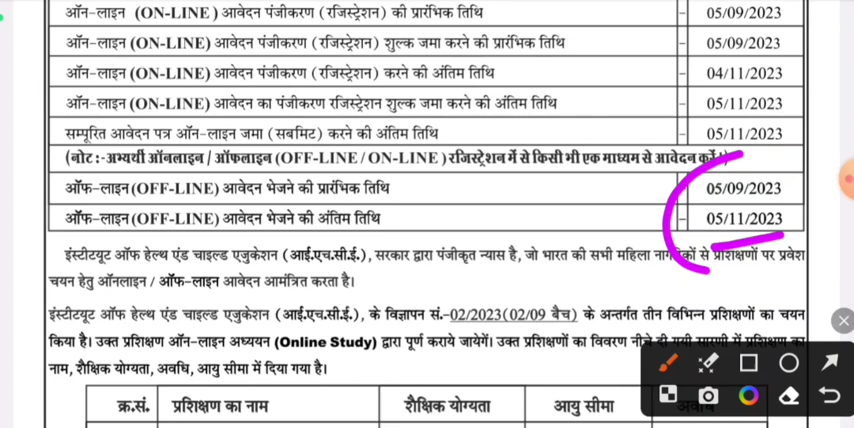 ऑन-लाइन (ON-LINE ) आवेदन पंजीकरण (रजिस्ट्रेशन) की प्रारंभिक तिथि - 05/09/2023
ऑन-लाइन (ON-LINE) आवेदन पंजीकरण (रजिस्ट्रेशन) शुल्क जमा करने की प्रारंभिक तिथि - 05/09/2023
ऑन-लाइन (ON-LINE) आवेदन पंजीकरण (रजिस्ट्रेशन) करने की अंतिम तिथि - 04/11/2023
ऑन-लाइन (ON-LINE) आवेदन का पंजीकरण रजिस्ट्रेशन शुल्क जमा करने की अंतिम तिथि - 05/11/2023
सम्पूरित आवेदन पत्र ऑन-लाइन जमा (सबमिट) करने की अंतिम तिथि - 05/11/2023
(नोट:-अभ्यर्थी ऑनलाइन / ऑफलाइन (OFF-LINE / ON-LINE ) रजिस्ट्रेशन में से किसी भी एक माध्यम से आवेदन करें।)
ऑफ-लाइन (OFF-LINE) आवेदन भेजने की प्रारंभिक तिथि 05/09/2023
ऑफ-लाइन (OFF-LINE) आवेदन भेजने की अंतिम तिथि - 05/11/2023
इंस्टीटयूट ऑफ हेल्थ एंड चाइल्ड एजुकेशन (आई.एच.सी.ई.), सरकार द्वारा पंजीकृत न्यास है, जो भारत की सभी महिला नागरिकों से प्रशिक्षणों पर प्रवेश
चयन हेतु ऑनलाइन / ऑफ-लाइन आवेदन आमंत्रित करता है।
इंस्टीटयूट ऑफ हेल्थ एंड चाइल्ड एजुकेशन (आई.एच.सी.ई.), के विज्ञापन सं.-02/2023(02/09 बैच) के अन्तर्गत तीन विभिन्न प्रशिक्षणों का चयन
किया है। उक्त प्रशिक्षण ऑन-लाइन अध्ययन (Online Study) द्वारा पूर्ण कराये जायेगें। उक्त प्रशिक्षणों का विवरण नीचे दी गयी सारणी में प्रशिक्षण का
नाम, शैक्षिक योग्यता, अवधि, आयु सीमा में दिया गया है।
क्र.सं. प्रशिक्षण का नाम शैक्षिक योग्यता आयु सीमा अवधि